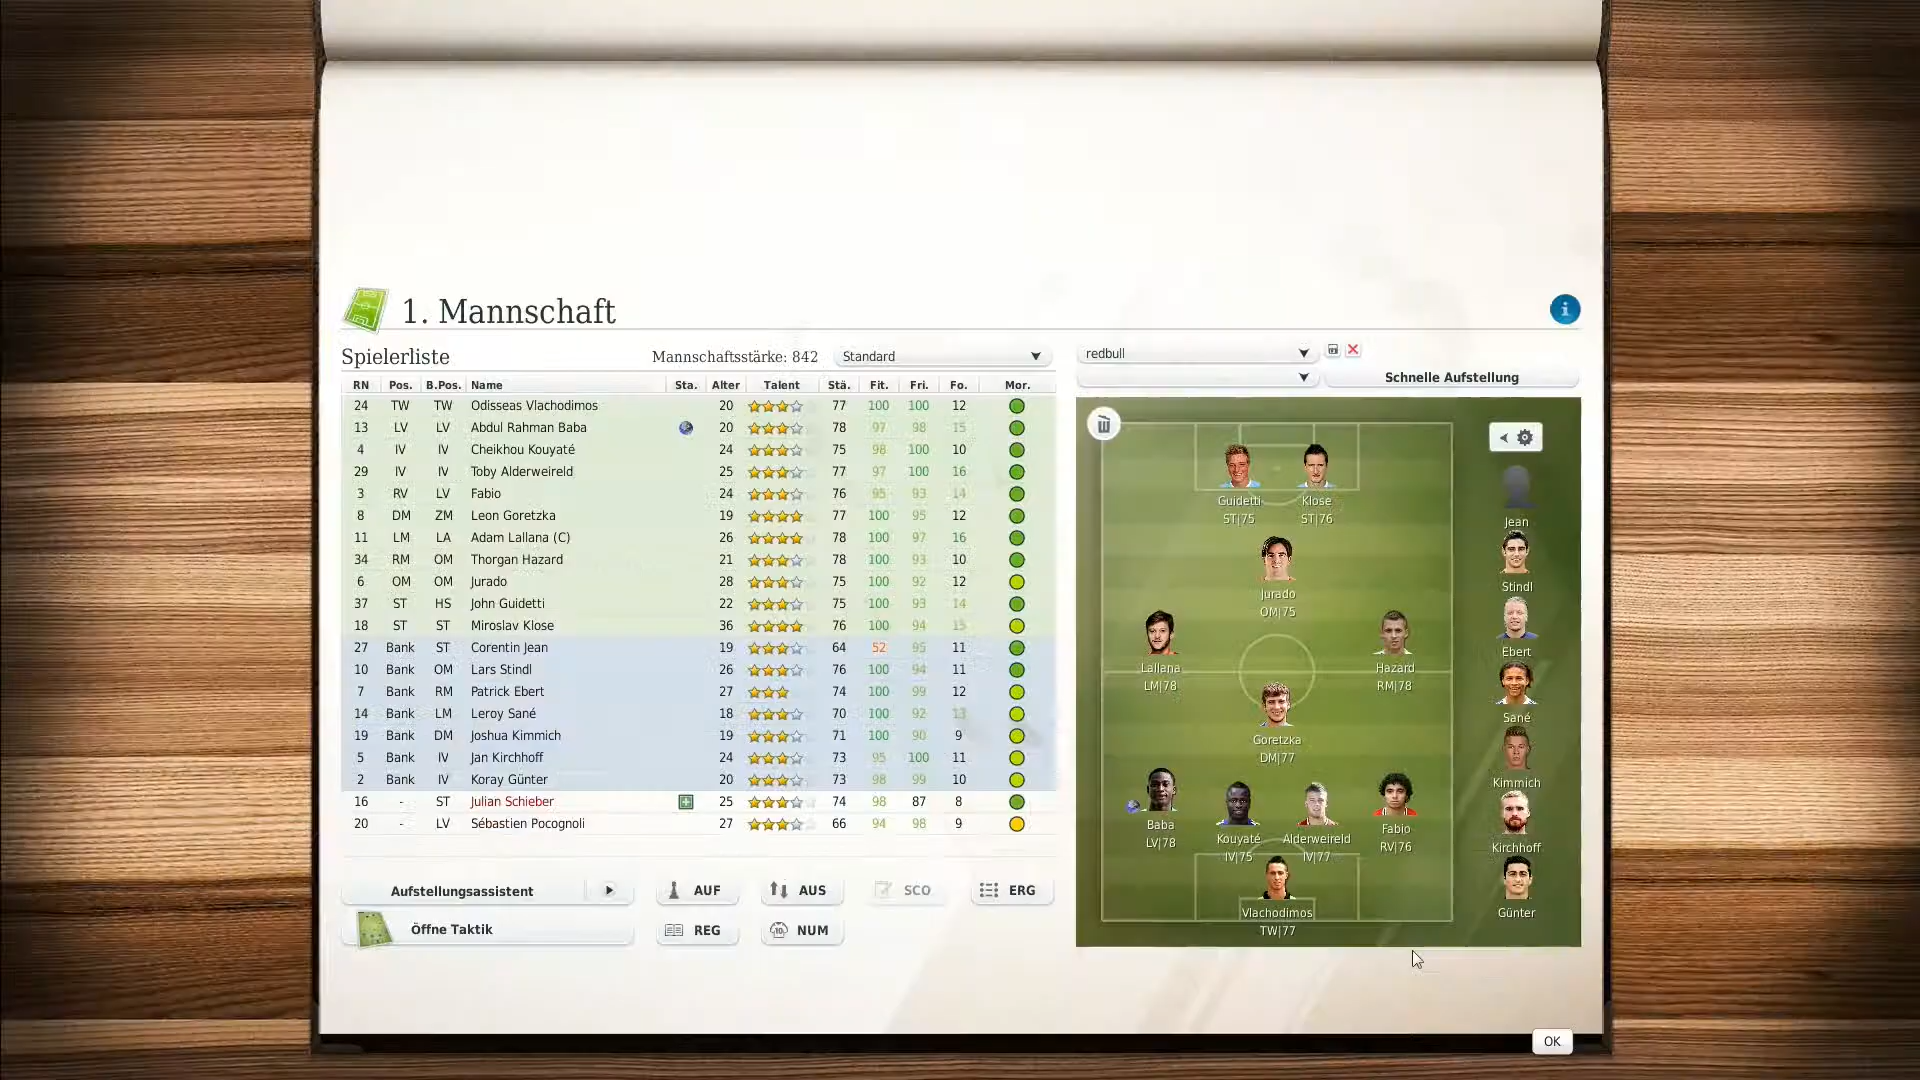 1. Mannschaft
Spielerliste
Mannschaftsstärke: 842
Standard
RN Pos. B.Pos. Name Sta. Alter Talent Stä. Fit. Fri. Fo. Mor.
24 TW TW Odisseas Vlachodimos 20 77 100 100 12
13 LV LV Abdul Rahman Baba 20 78 97 98 15
4 IV IV Cheikhou Kouyaté 24 75 98 100 10
29 IV IV Toby Alderweireld 25 77 97 100 16
3 RV LV Fabio 24 76 95 93 14
8 DM ZM Leon Goretzka 19 77 100 95 12
11 LM LA Adam Lallana (C) 26 78 100 97 16
34 RM OM Thorgan Hazard 21 78 100 93 10
6 OM OM Jurado 28 75 100 92 12
37 ST HS John Guidetti 22 75 100 93 14
18 ST ST Miroslav Klose 36 76 100 94 15
27 Bank ST Corentin Jean 19 64 52 95 11
10 Bank OM Lars Stindl 26 76 100 94 11
7 Bank RM Patrick Ebert 27 74 100 99 12
14 Bank LM Leroy Sané 18 70 100 92 13
19 Bank DM Joshua Kimmich 19 71 100 90 9
5 Bank IV Jan Kirchhoff 24 73 95 100 11
2 Bank IV Koray Günter 20 73 98 99 10
16 - ST Julian Schieber 25 74 98 87 8
20 - LV Sébastien Pocognoli 27 66 94 98 9
Aufstellungsassistent
AUF
AUS
SCO
ERG
Öffne Taktik
REG
NUM
redbull
Schnelle Aufstellung
Guidetti
ST|75
Klose
ST|76
Jurado
OM|75
Lallana
LM|78
Hazard
RM|78
Goretzka
DM|77
Baba
LV|78
Kouyaté
IV|75
Alderweireld
IV|77
Fabio
RV|76
Vlachodimos
TW|77
Jean
Stindl
Ebert
Sané
Kimmich
Kirchhoff
Günter
OK